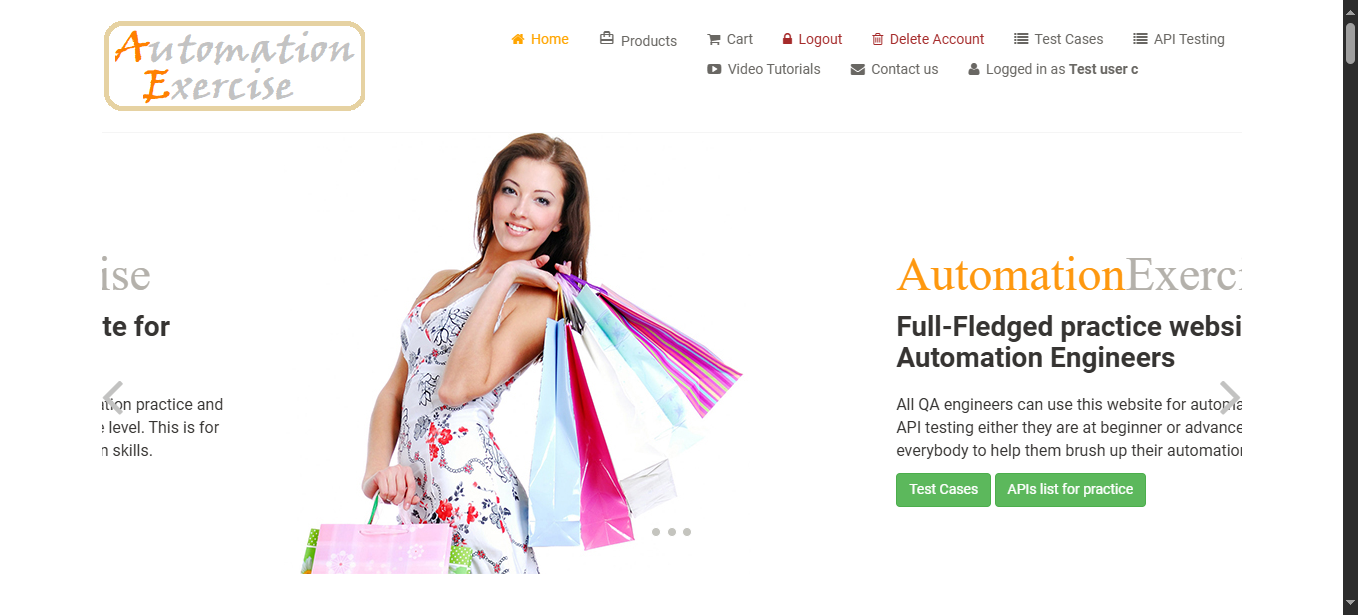 Automation
Exercise
Home
Products
Cart
Logout
Delete Account
Test Cases
API Testing
Video Tutorials
Contact us
Logged in as Test user c
ise
te for
tion practice and
level. This is for
n skills.
AutomationExerci
Full-Fledged practice websi
Automation Engineers
All QA engineers can use this website for automa
API testing either they are at beginner or advance
everybody to help them brush up their automation
Test Cases
APIs list for practice